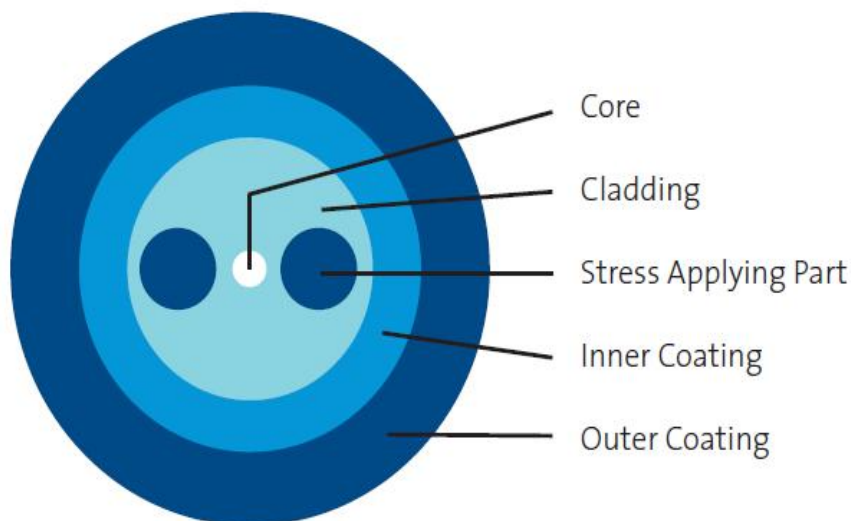 Core
Cladding
Stress Applying Part
Inner Coating
Outer Coating